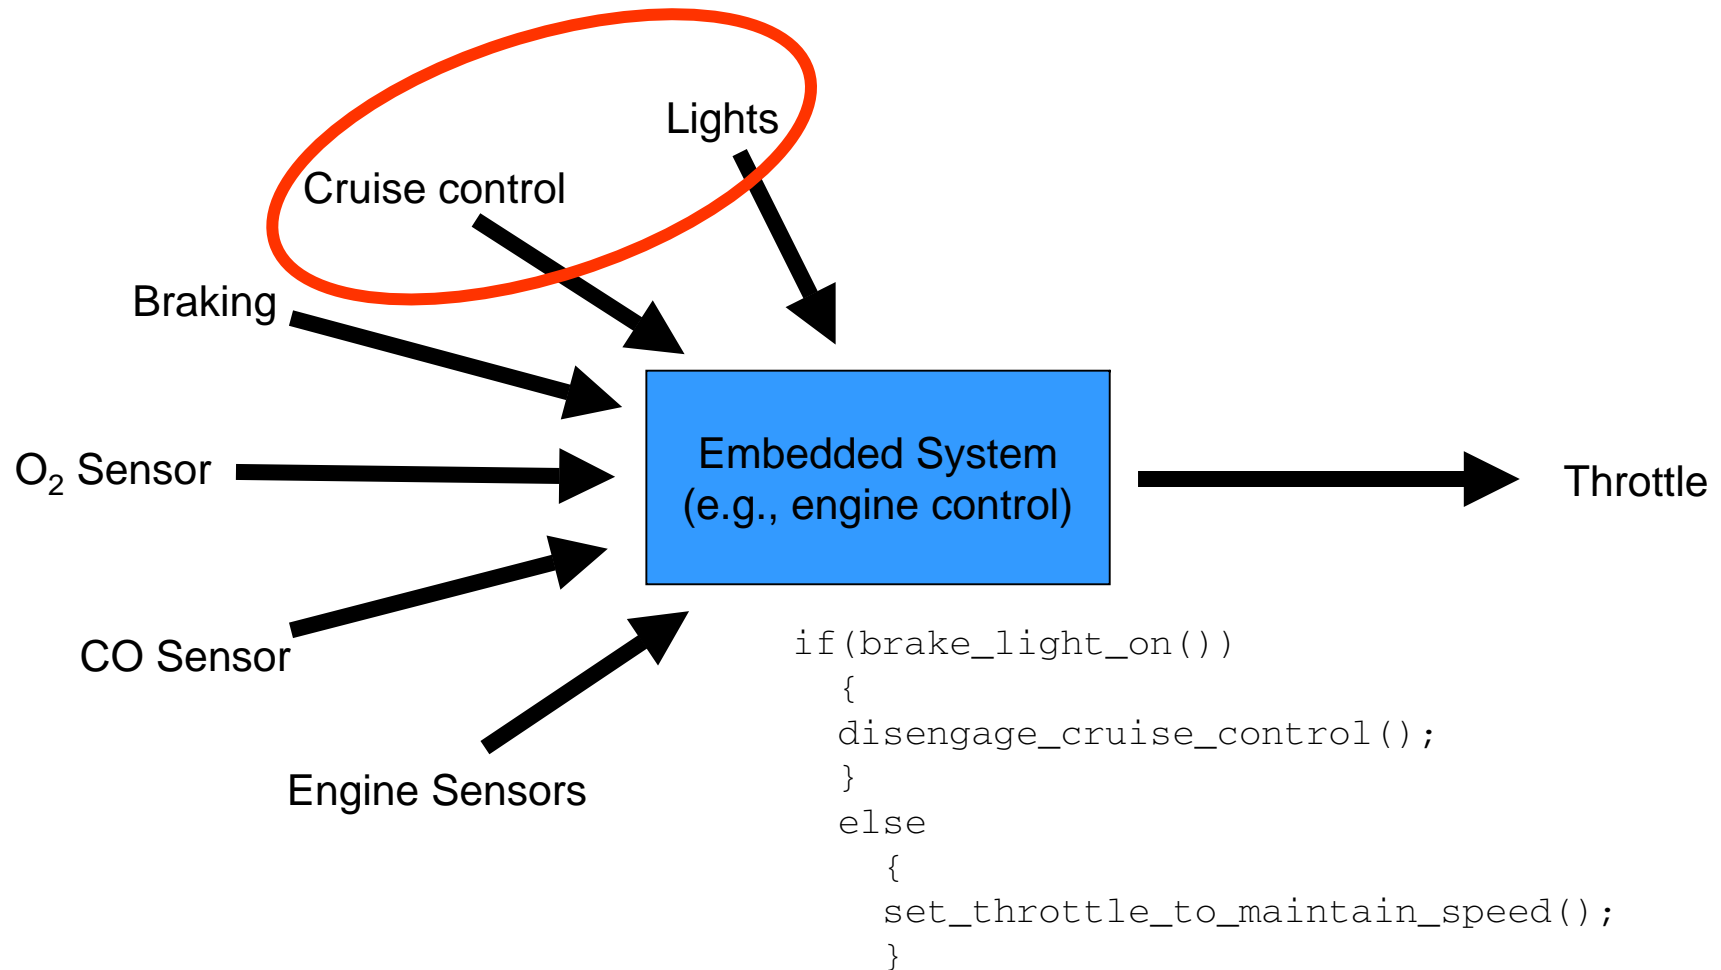 Lights
Cruise control
Braking
O₂ Sensor
CO Sensor
Engine Sensors
Embedded System
(e.g., engine control)
Throttle
if(brake_light_on())
{
disengage_cruise_control();
}
else
{
set_throttle_to_maintain_speed();
}